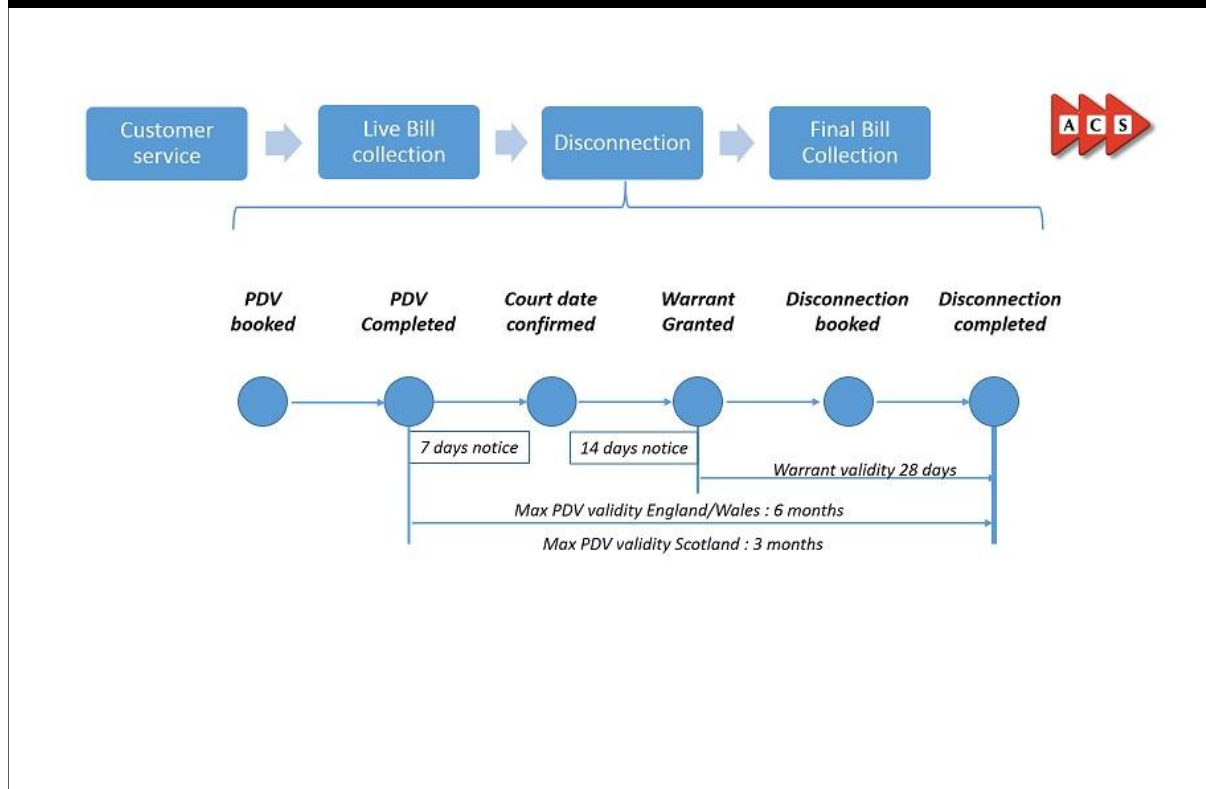 Customer
service
Live Bill
collection
Disconnection
Final Bill
Collection
A C S
PDV
booked
PDV
Completed
Court date
confirmed
Warrant
Granted
Disconnection
booked
Disconnection
completed
7 days notice
14 days notice
Warrant validity 28 days
Max PDV validity England/Wales : 6 months
Max PDV validity Scotland : 3 months